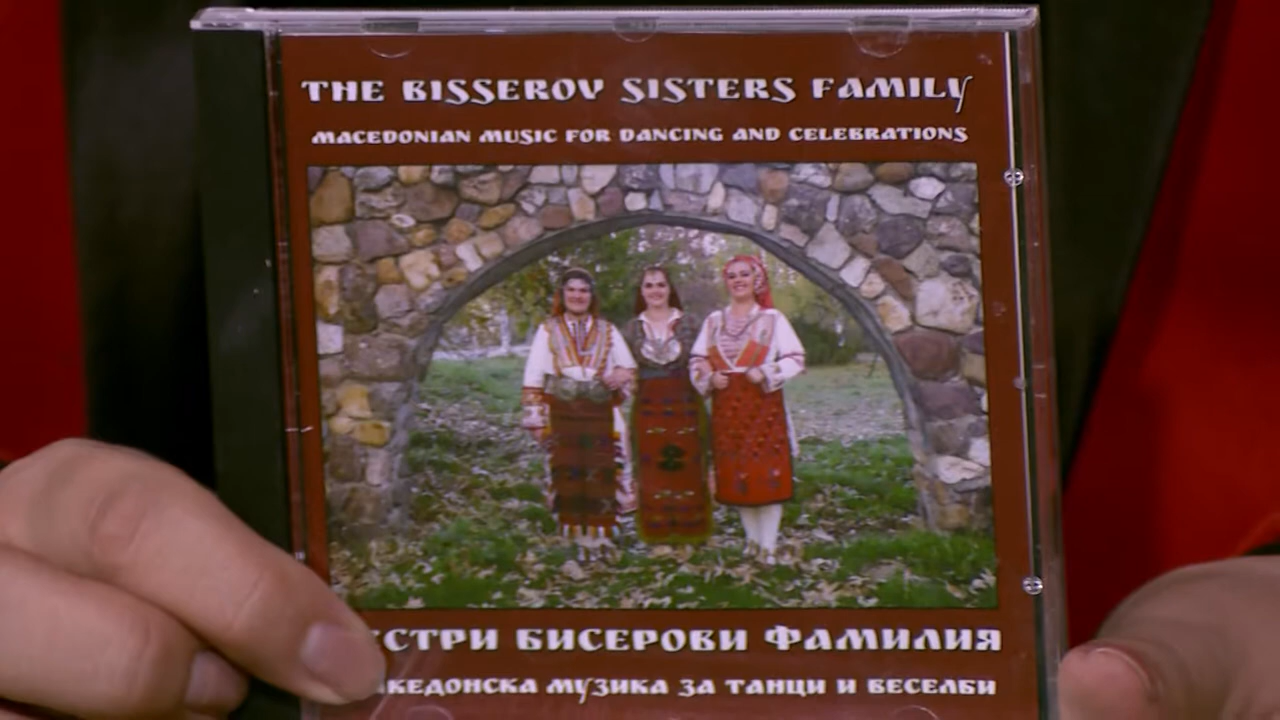 THE BISSEROV SISTERS FAMILY
MACEDONIAN MUSIC FOR DANCING AND CELEBRATIONS
БИСЕРОВИ ФАМИЛИЯ
МУЗИКА ЗА ТАНЦИ И ВЕСЕЛБИ